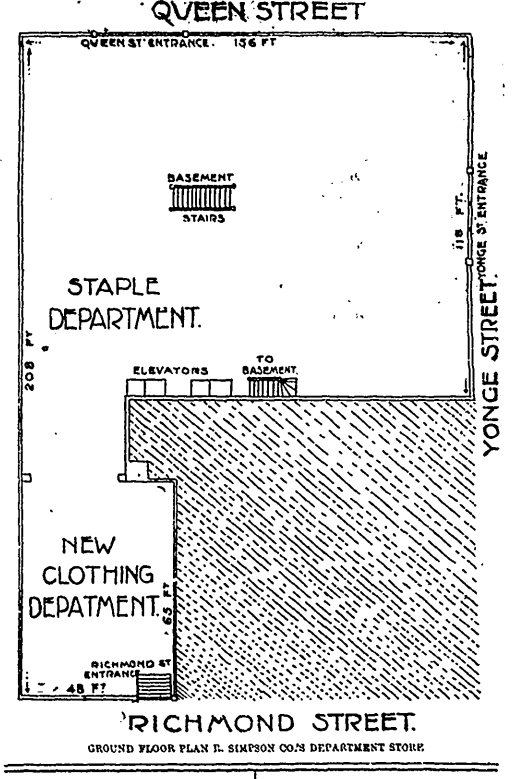 QUEEN STREET
QUEEN ST ENTRANCE. 156 FT
BASEMENT
STAIRS
YONGE ST. ENTRANCE
118 FT.
STAPLE
DEPARTMENT.
208 FT
YONGE STREET.
ELEVATORS
TO
BASEMENT.
NEW
CLOTHING
DEPATMENT.
65 FT
RICHMOND ST
ENTRANCE
48 FT
RICHMOND STREET.
GROUND FLOOR PLAN R. SIMPSON CO.'S DEPARTMENT STORE